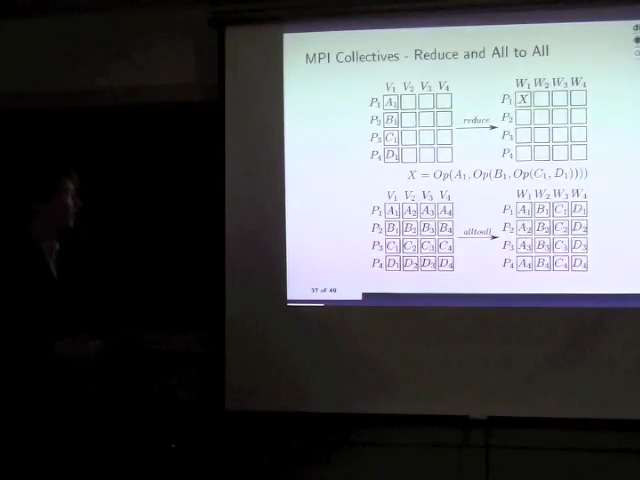 MPI Collectives - Reduce and All to All
V1 V2 V3 V4 W1 W2 W3 W4
P1 A1 P1 X
P2 B1 reduce P2
P3 C1 P3
P4 D1 P4
X = Op(A1, Op(B1, Op(C1, D1))))
V1 V2 V3 V4 W1 W2 W3 W4
P1 A1 A2 A3 A4 P1 A1 B1 C1 D1
P2 B1 B2 B3 B4 alltoall P2 A2 B2 C2 D2
P3 C1 C2 C3 C4 P3 A3 B3 C3 D3
P4 D1 D2 D3 D4 P4 A4 B4 C4 D4
37 of 49